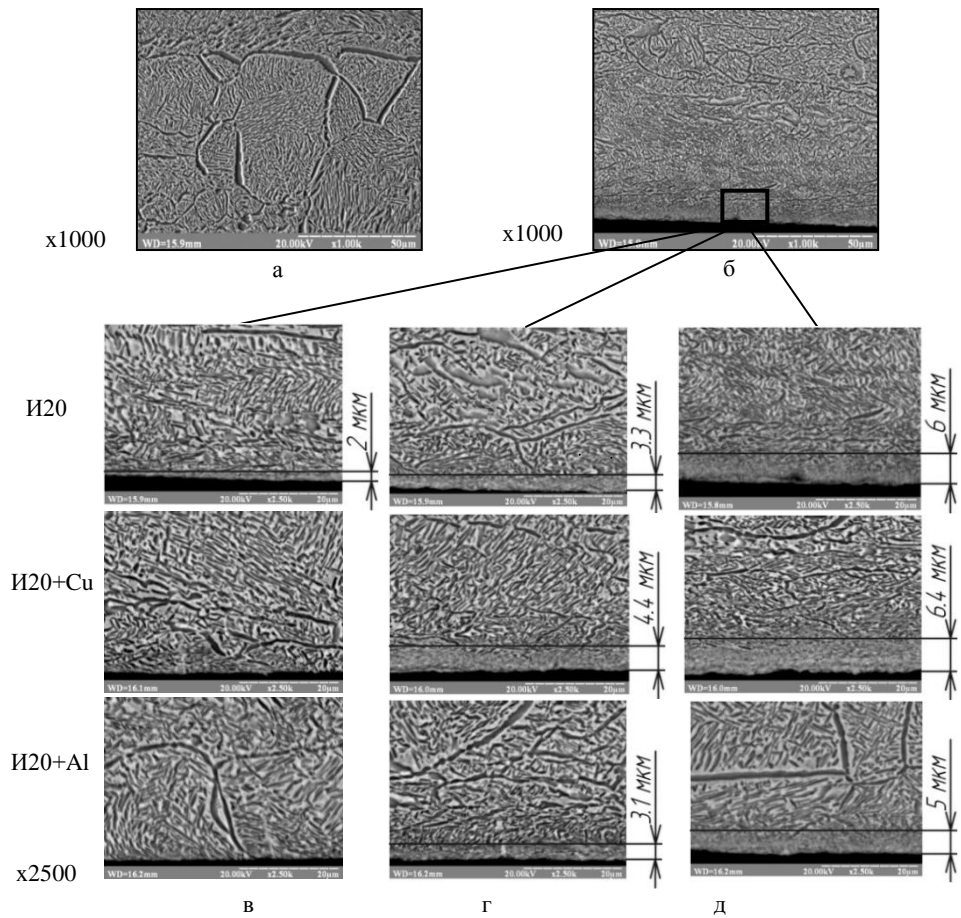 WD=15.9mm 20.00kV x1.00k 50µm
20.00kV x1.00k 50µm
x1000
x1000
а
б
И20
2 МКМ
3.3 МКМ
6 МКМ
WD=15.9mm 20.00kV x2.50k 20µm
WD=15.9mm 20.00kV x2.50k 20µm
WD=15.8mm 20.00kV x2.50k 20µm
И20+Cu
4.4 МКМ
6.4 МКМ
WD=16.1mm 20.00kV x2.50k 20µm
WD=16.0mm 20.00kV x2.50k 20µm
WD=16.0mm 20.00kV x2.50k 20µm
И20+Al
3.1 МКМ
5 МКМ
x2500
WD=16.2mm 20.00kV x2.50k 20µm
WD=16.2mm 20.00kV x2.50k 20µm
WD=16.2mm 20.00kV x2.50k 20µm
в
г
д